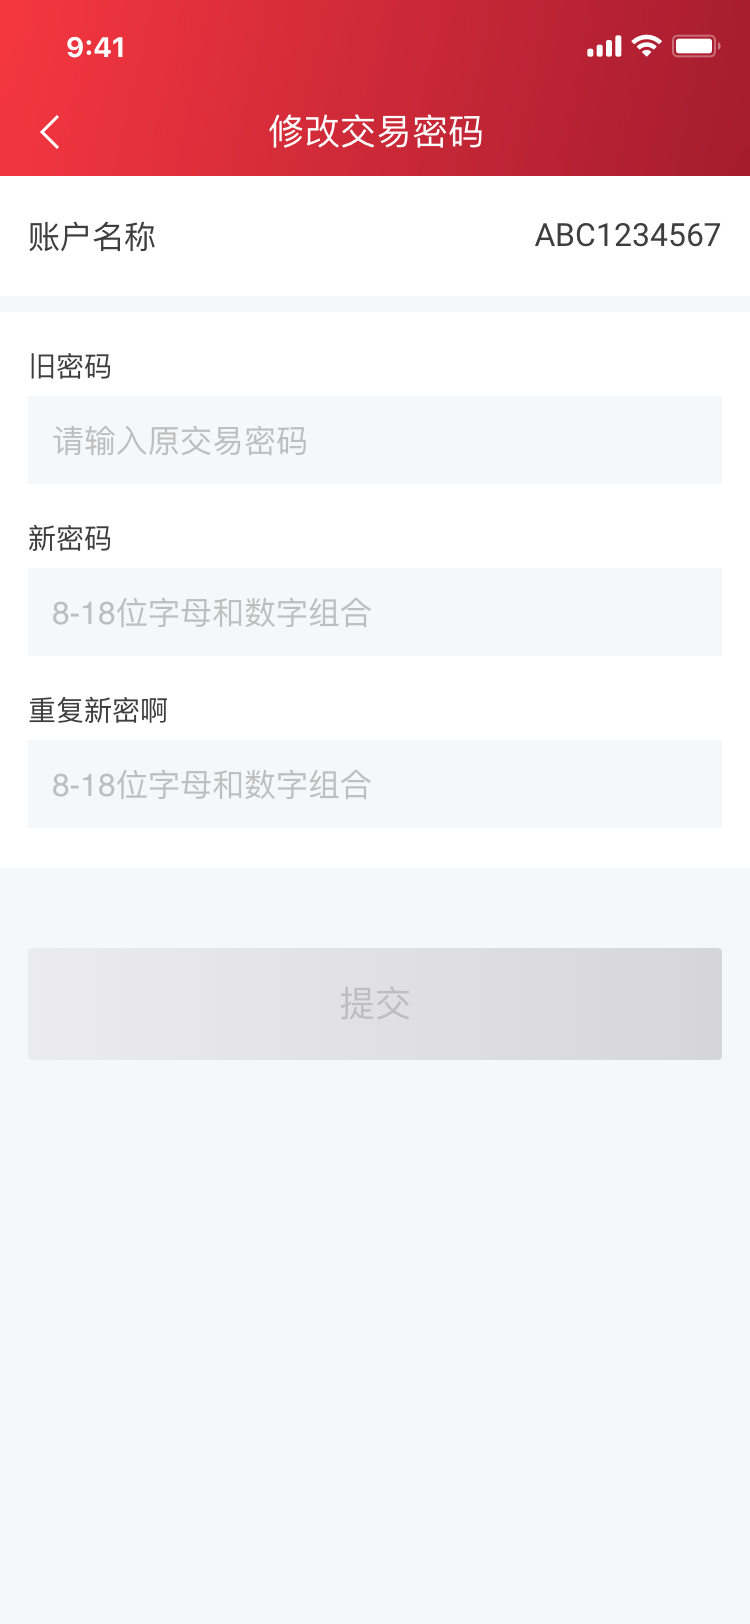 9:41
修改交易密码
账户名称 ABC1234567
旧密码
请输入原交易密码
新密码
8-18位字母和数字组合
重复新密啊
8-18位字母和数字组合
提交